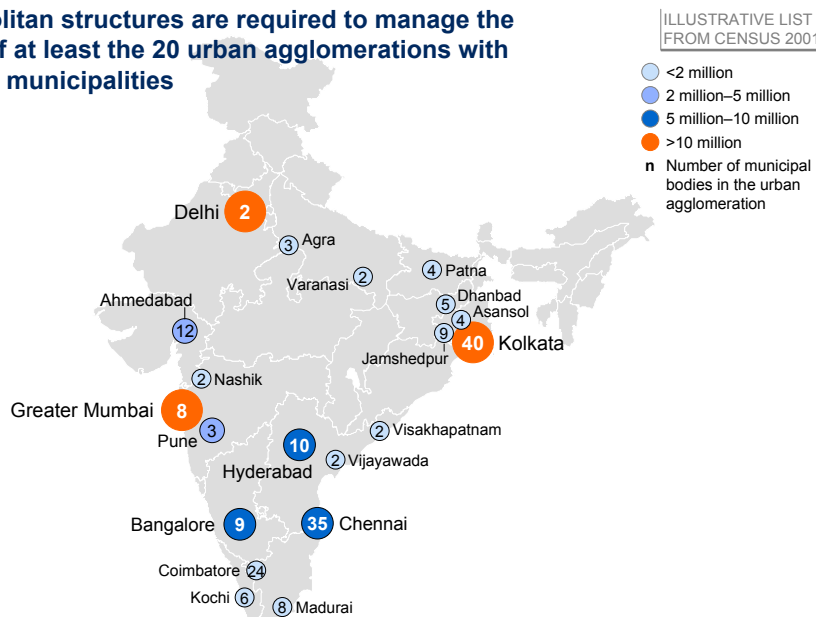 olitan structures are required to manage the
f at least the 20 urban agglomerations with
municipalities
ILLUSTRATIVE LIST
FROM CENSUS 2001
<2 million
2 million–5 million
5 million–10 million
>10 million
n Number of municipal
bodies in the urban
agglomeration
Delhi 2
3 Agra
Varanasi 2
4 Patna
Ahmedabad
12
5 Dhanbad
4 Asansol
9
Jamshedpur
40 Kolkata
2 Nashik
Greater Mumbai 8
Pune 3
2 Visakhapatnam
10
Hyderabad
2 Vijayawada
Bangalore 9
35 Chennai
Coimbatore 24
Kochi 6
8 Madurai